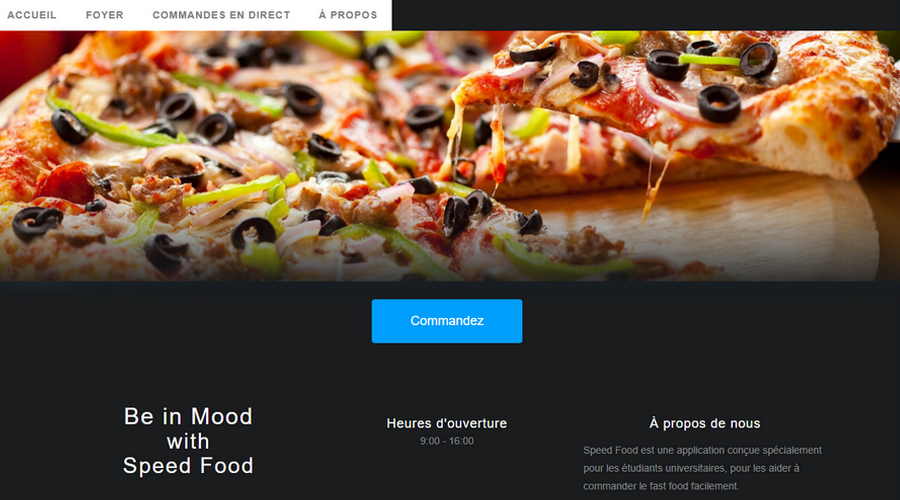 ACCUEIL FOYER COMMANDES EN DIRECT À PROPOS
Commandez
Be in Mood
with
Speed Food
Heures d'ouverture
9:00 - 16:00
À propos de nous
Speed Food est une application conçue spécialement
pour les étudiants universitaires, pour les aider à
commander le fast food facilement.